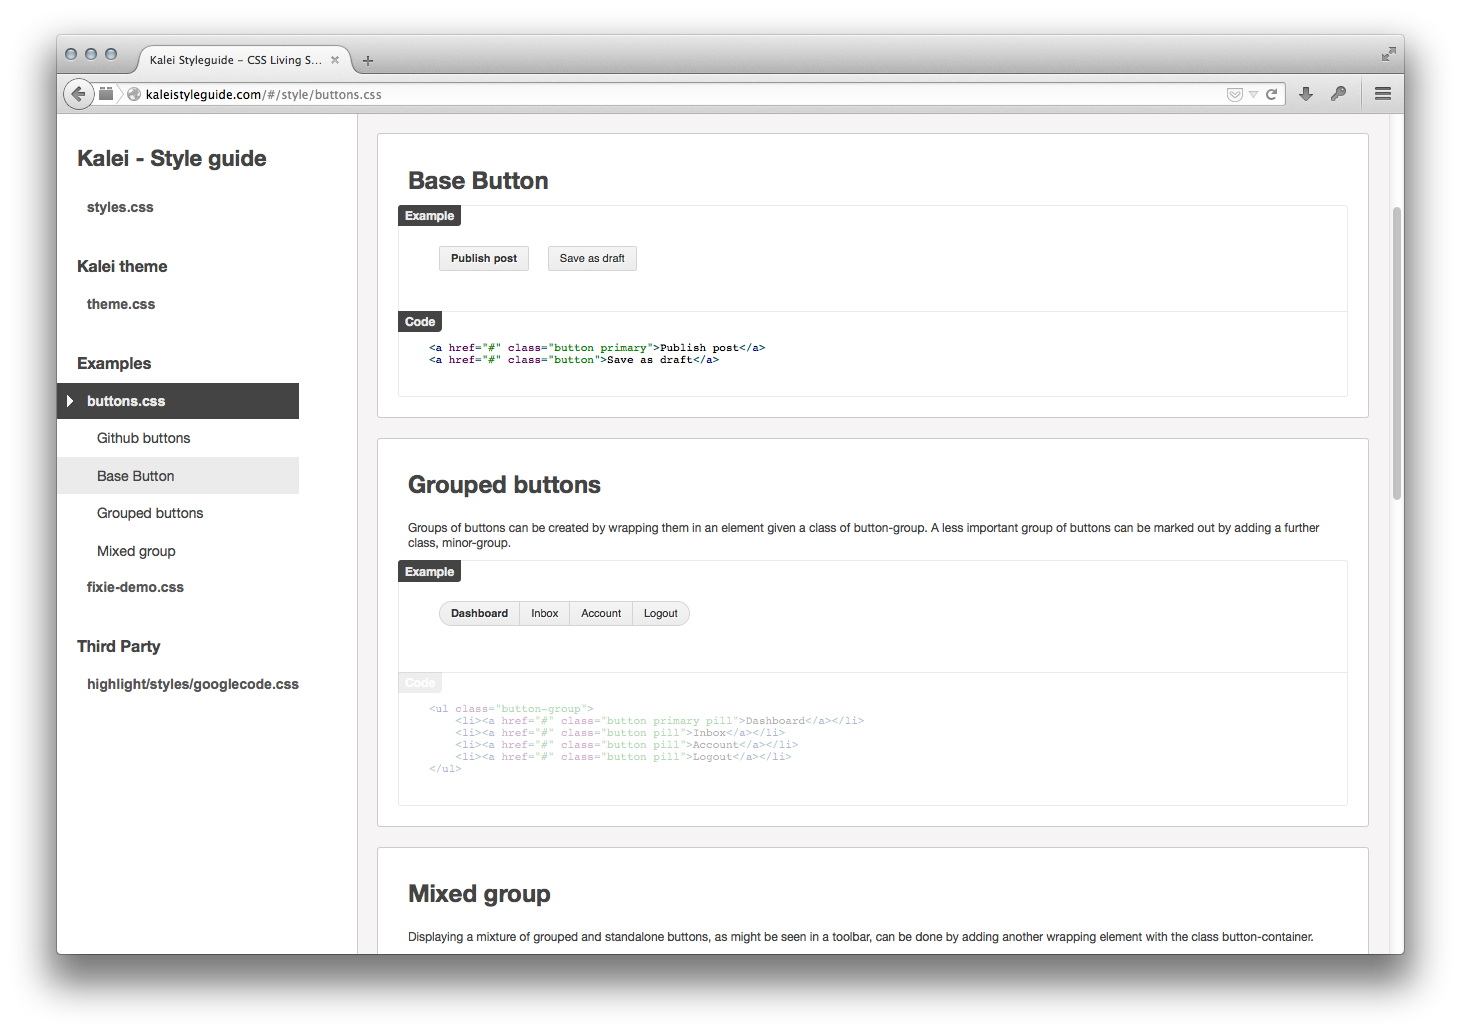 Kalei Styleguide – CSS Living S...
kaleistyleguide.com/#/style/buttons.css
Kalei - Style guide
styles.css
Kalei theme
theme.css
Examples
buttons.css
Github buttons
Base Button
Grouped buttons
Mixed group
fixie-demo.css
Third Party
highlight/styles/googlecode.css
Base Button
Example
Publish post
Save as draft
Code
<a href="#" class="button primary">Publish post</a>
<a href="#" class="button">Save as draft</a>
Grouped buttons
Groups of buttons can be created by wrapping them in an element given a class of button-group. A less important group of buttons can be marked out by adding a further
class, minor-group.
Example
Dashboard
Inbox
Account
Logout
Code
<ul class="button-group">
    <li><a href="#" class="button primary pill">Dashboard</a></li>
    <li><a href="#" class="button pill">Inbox</a></li>
    <li><a href="#" class="button pill">Account</a></li>
    <li><a href="#" class="button pill">Logout</a></li>
</ul>
Mixed group
Displaying a mixture of grouped and standalone buttons, as might be seen in a toolbar, can be done by adding another wrapping element with the class button-container.